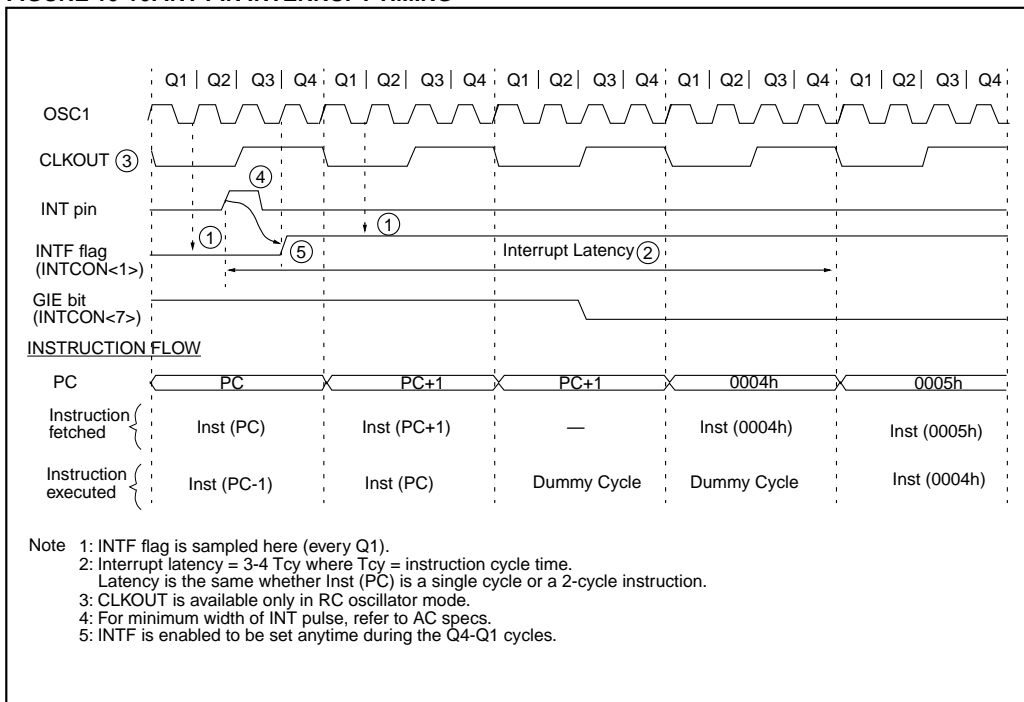 Q1 Q2 Q3 Q4 Q1 Q2 Q3 Q4 Q1 Q2 Q3 Q4 Q1 Q2 Q3 Q4 Q1 Q2 Q3 Q4
OSC1
CLKOUT 3
4
INT pin
1 1
INTF flag
(INTCON<1>)
5
Interrupt Latency 2
GIE bit
(INTCON<7>)
INSTRUCTION FLOW
PC PC PC+1 PC+1 0004h 0005h
Instruction
fetched
Inst (PC) Inst (PC+1) — Inst (0004h) Inst (0005h)
Instruction
executed
Inst (PC-1) Inst (PC) Dummy Cycle Dummy Cycle Inst (0004h)
Note 1: INTF flag is sampled here (every Q1).
2: Interrupt latency = 3-4 Tcy where Tcy = instruction cycle time.
Latency is the same whether Inst (PC) is a single cycle or a 2-cycle instruction.
3: CLKOUT is available only in RC oscillator mode.
4: For minimum width of INT pulse, refer to AC specs.
5: INTF is enabled to be set anytime during the Q4-Q1 cycles.